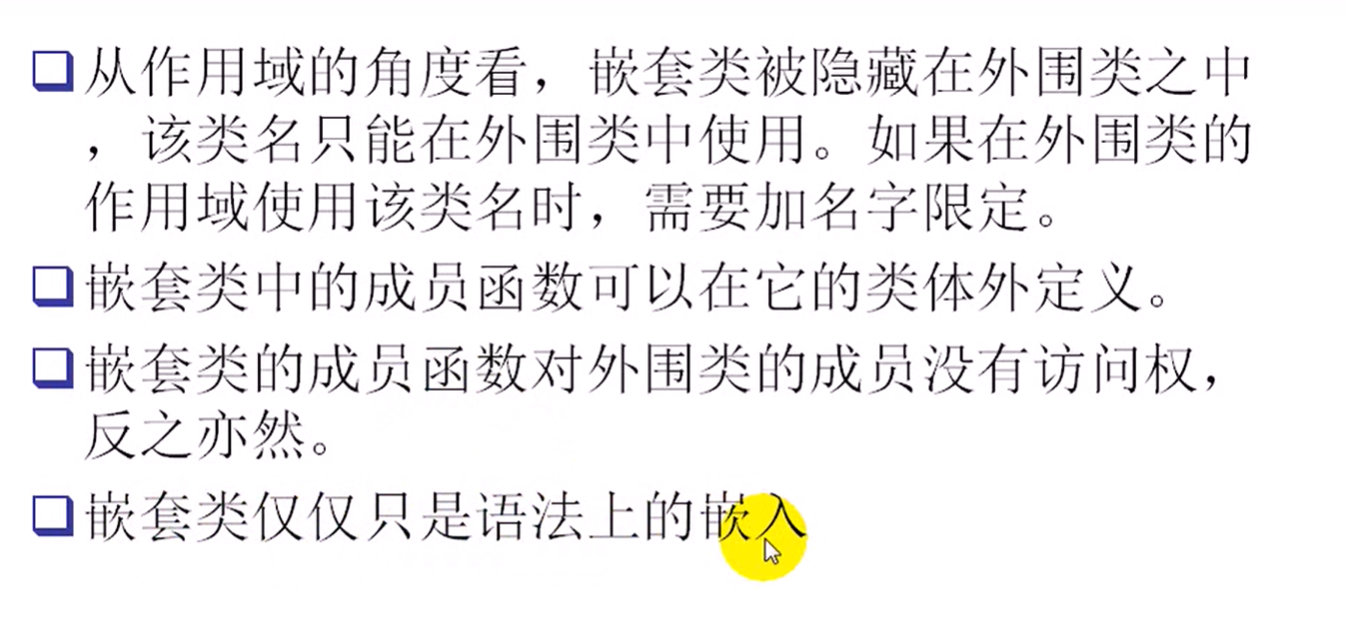 从作用域的角度看，嵌套类被隐藏在外围类之中
，该类名只能在外围类中使用。如果在外围类的
作用域使用该类名时，需要加名字限定。
嵌套类中的成员函数可以在它的类体外定义。
嵌套类的成员函数对外围类的成员没有访问权，
反之亦然。
嵌套类仅仅只是语法上的嵌入